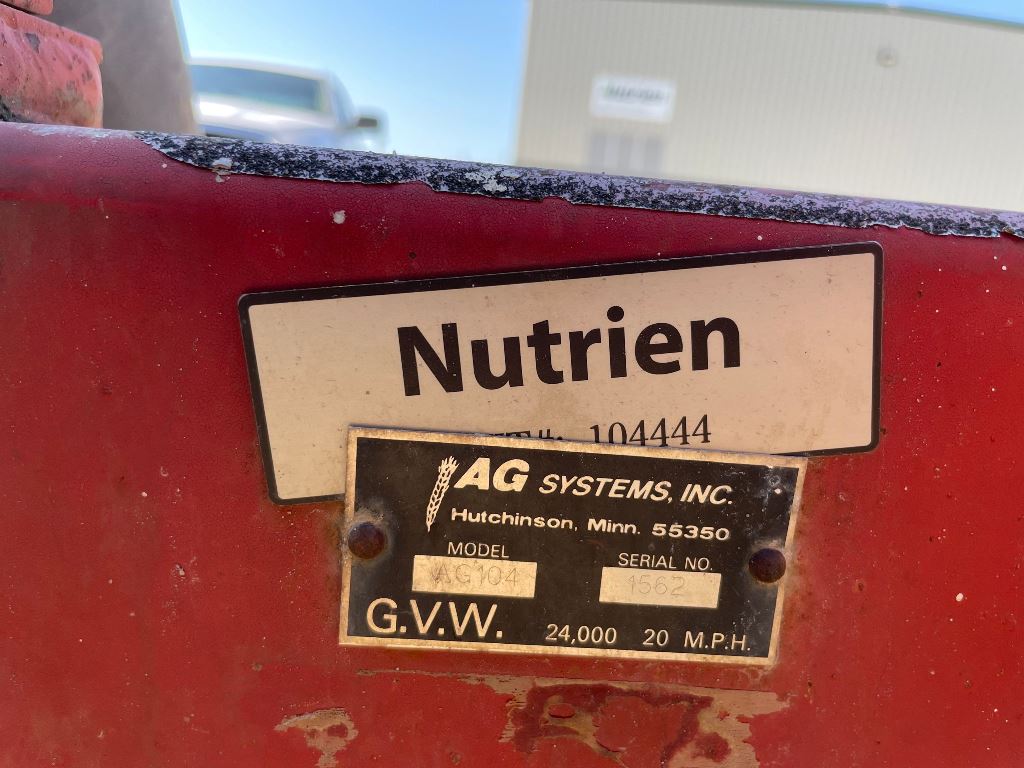 Nutrien
104444
AG SYSTEMS, INC.
Hutchinson, Minn. 55350
MODEL
AG104
SERIAL NO.
1562
G.V.W. 24,000 20 M.P.H.